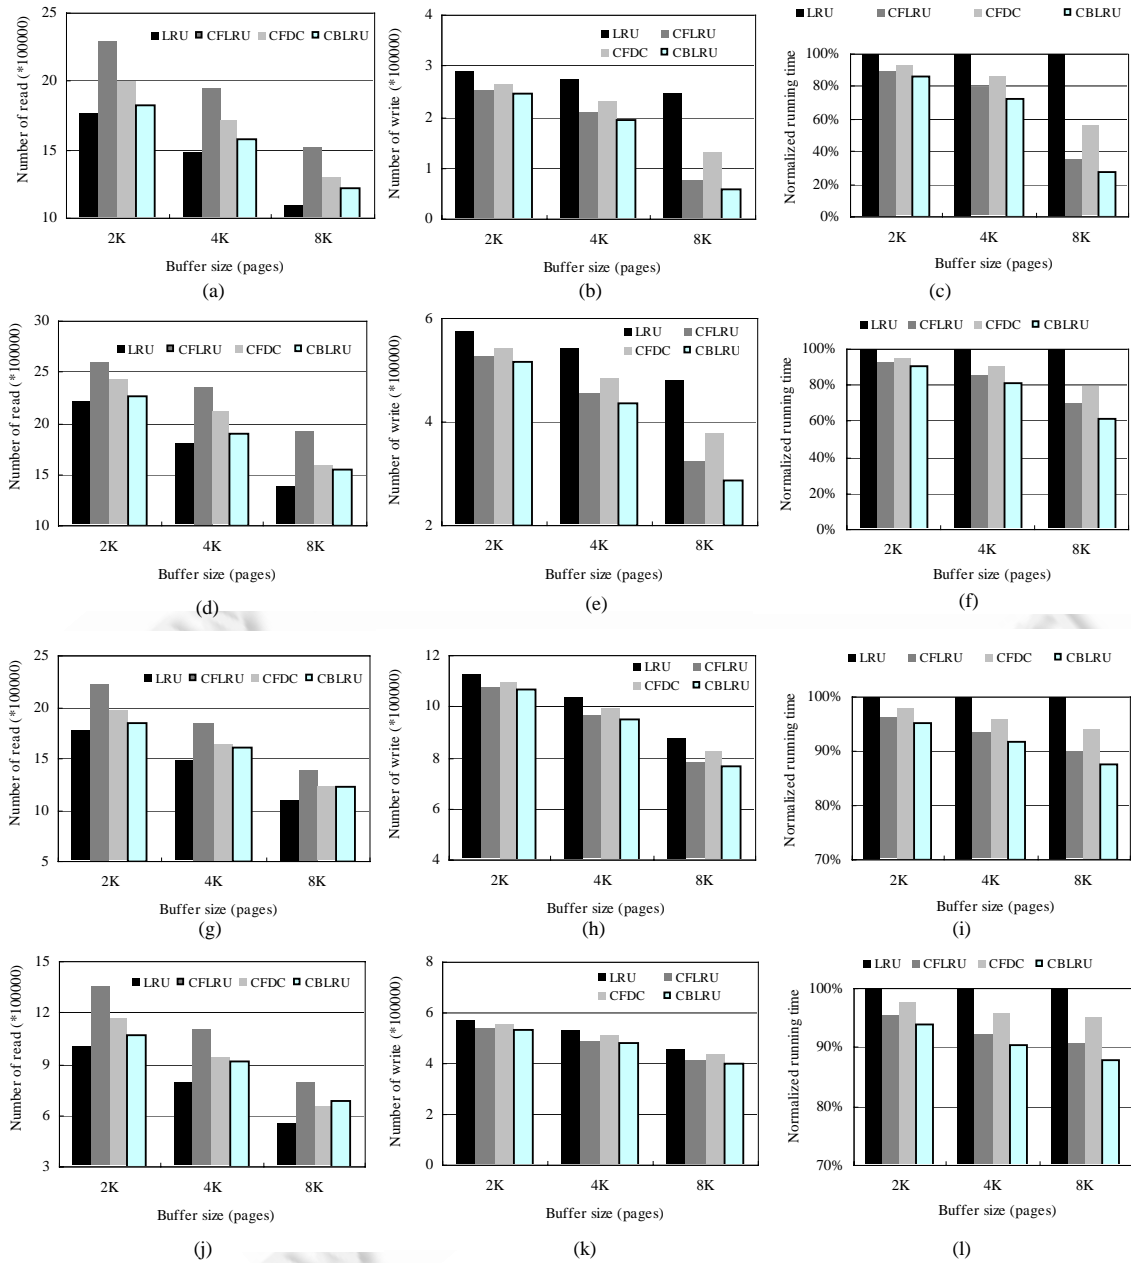 25
20
15
10
Number of read (*100000)
LRU CFLRU CFDC CBLRU
2K 4K 8K
Buffer size (pages)
(a)
4
3
2
1
0
Number of write (*100000)
LRU CFLRU
CFDC CBLRU
2K 4K 8K
Buffer size (pages)
(b)
LRU CFLRU CFDC CBLRU
100%
80%
60%
40%
20%
0%
Normalized running time
2K 4K 8K
Buffer size (pages)
(c)
30
25
20
15
10
Number of read (*100000)
LRU CFLRU CFDC CBLRU
2K 4K 8K
Buffer size (pages)
(d)
6
4
2
Number of write (*100000)
LRU CFLRU
CFDC CBLRU
2K 4K 8K
Buffer size (pages)
(e)
LRU CFLRU CFDC CBLRU
100%
80%
60%
40%
20%
0%
Normalized running time
2K 4K 8K
Buffer size (pages)
(f)
25
20
15
10
5
Number of read (*100000)
LRU CFLRU CFDC CBLRU
2K 4K 8K
Buffer size (pages)
(g)
12
10
8
6
4
Number of write (*100000)
LRU CFLRU
CFDC CBLRU
2K 4K 8K
Buffer size (pages)
(h)
LRU CFLRU CFDC CBLRU
100%
90%
80%
70%
Normalized running time
2K 4K 8K
Buffer size (pages)
(i)
15
12
9
6
3
Number of read (*100000)
LRU CFLRU CFDC CBLRU
2K 4K 8K
Buffer size (pages)
(j)
8
6
4
2
0
Number of write (*100000)
LRU CFLRU
CFDC CBLRU
2K 4K 8K
Buffer size (pages)
(k)
LRU CFLRU CFDC CBLRU
100%
90%
80%
70%
Normalized running time
2K 4K 8K
Buffer size (pages)
(l)